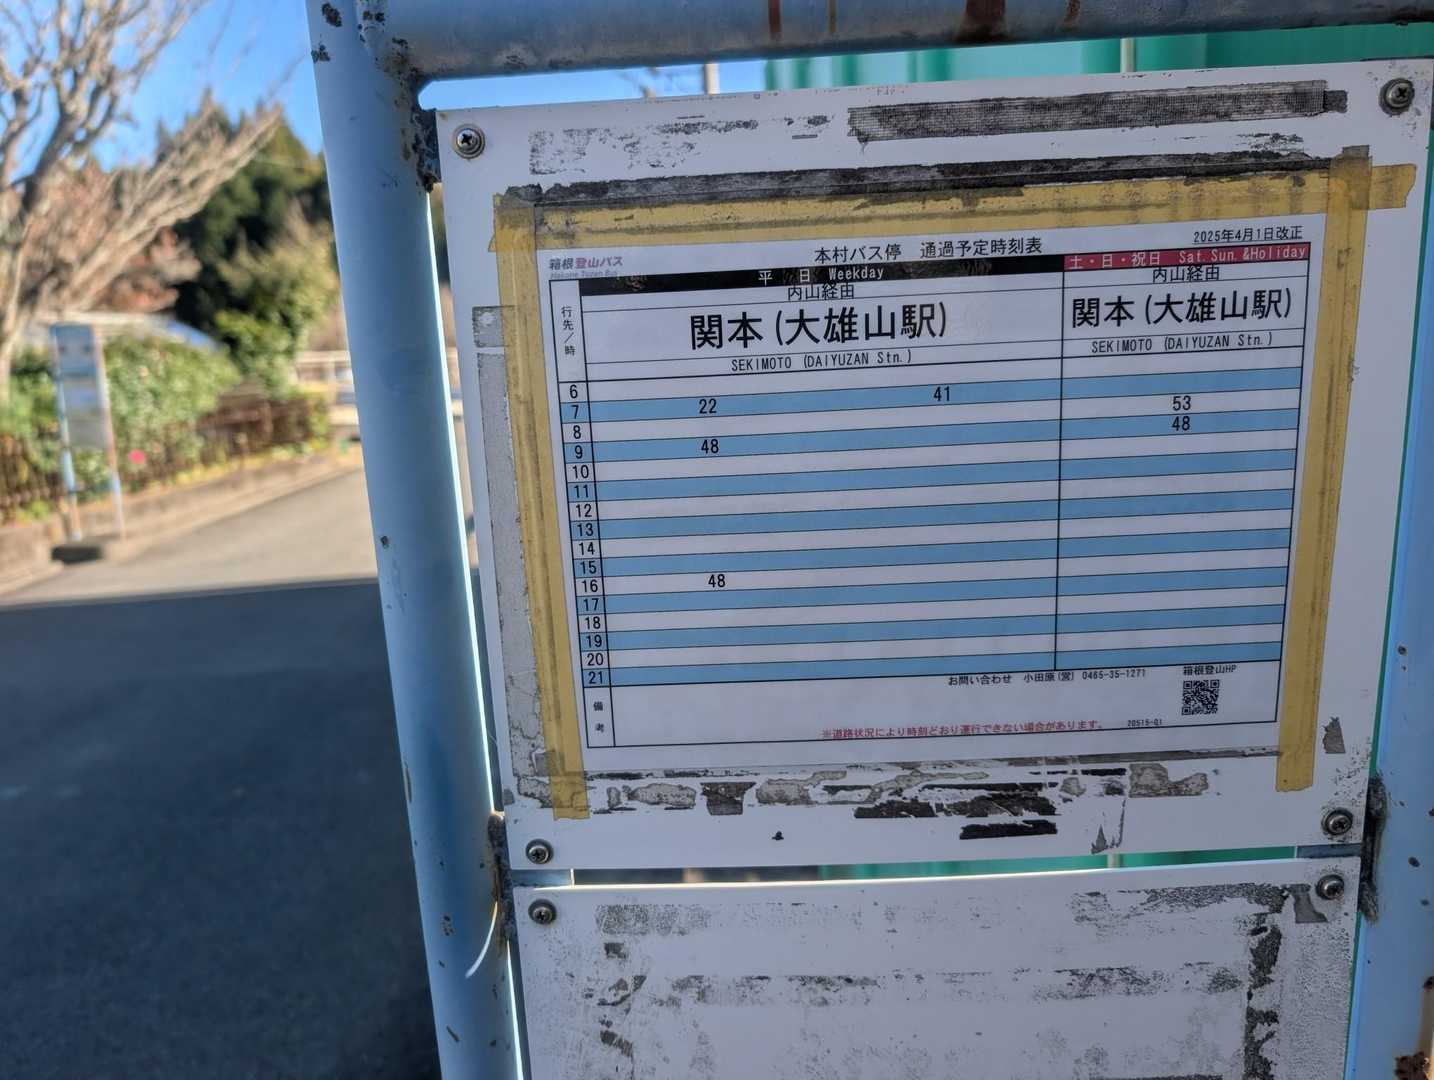 2025年4月1日改正
箱根登山バス
Hakone Tozan Bus
本村バス停 通過予定時刻表
平 日 Weekday 土・日・祝日 Sat.Sun.&Holiday
行先／時 内山経由 内山経由
関本(大雄山駅) 関本(大雄山駅)
SEKIMOTO (DAIYUZAN Stn.) SEKIMOTO (DAIYUZAN Stn.)
6
7 22 41
8 53
9 48 48
10
11
12
13
14
15
16 48
17
18
19
20
21
備考
お問い合わせ 小田原(営) 0465-35-1271 箱根登山HP
※道路状況により時刻どおり運行できない場合があります。 20515-01